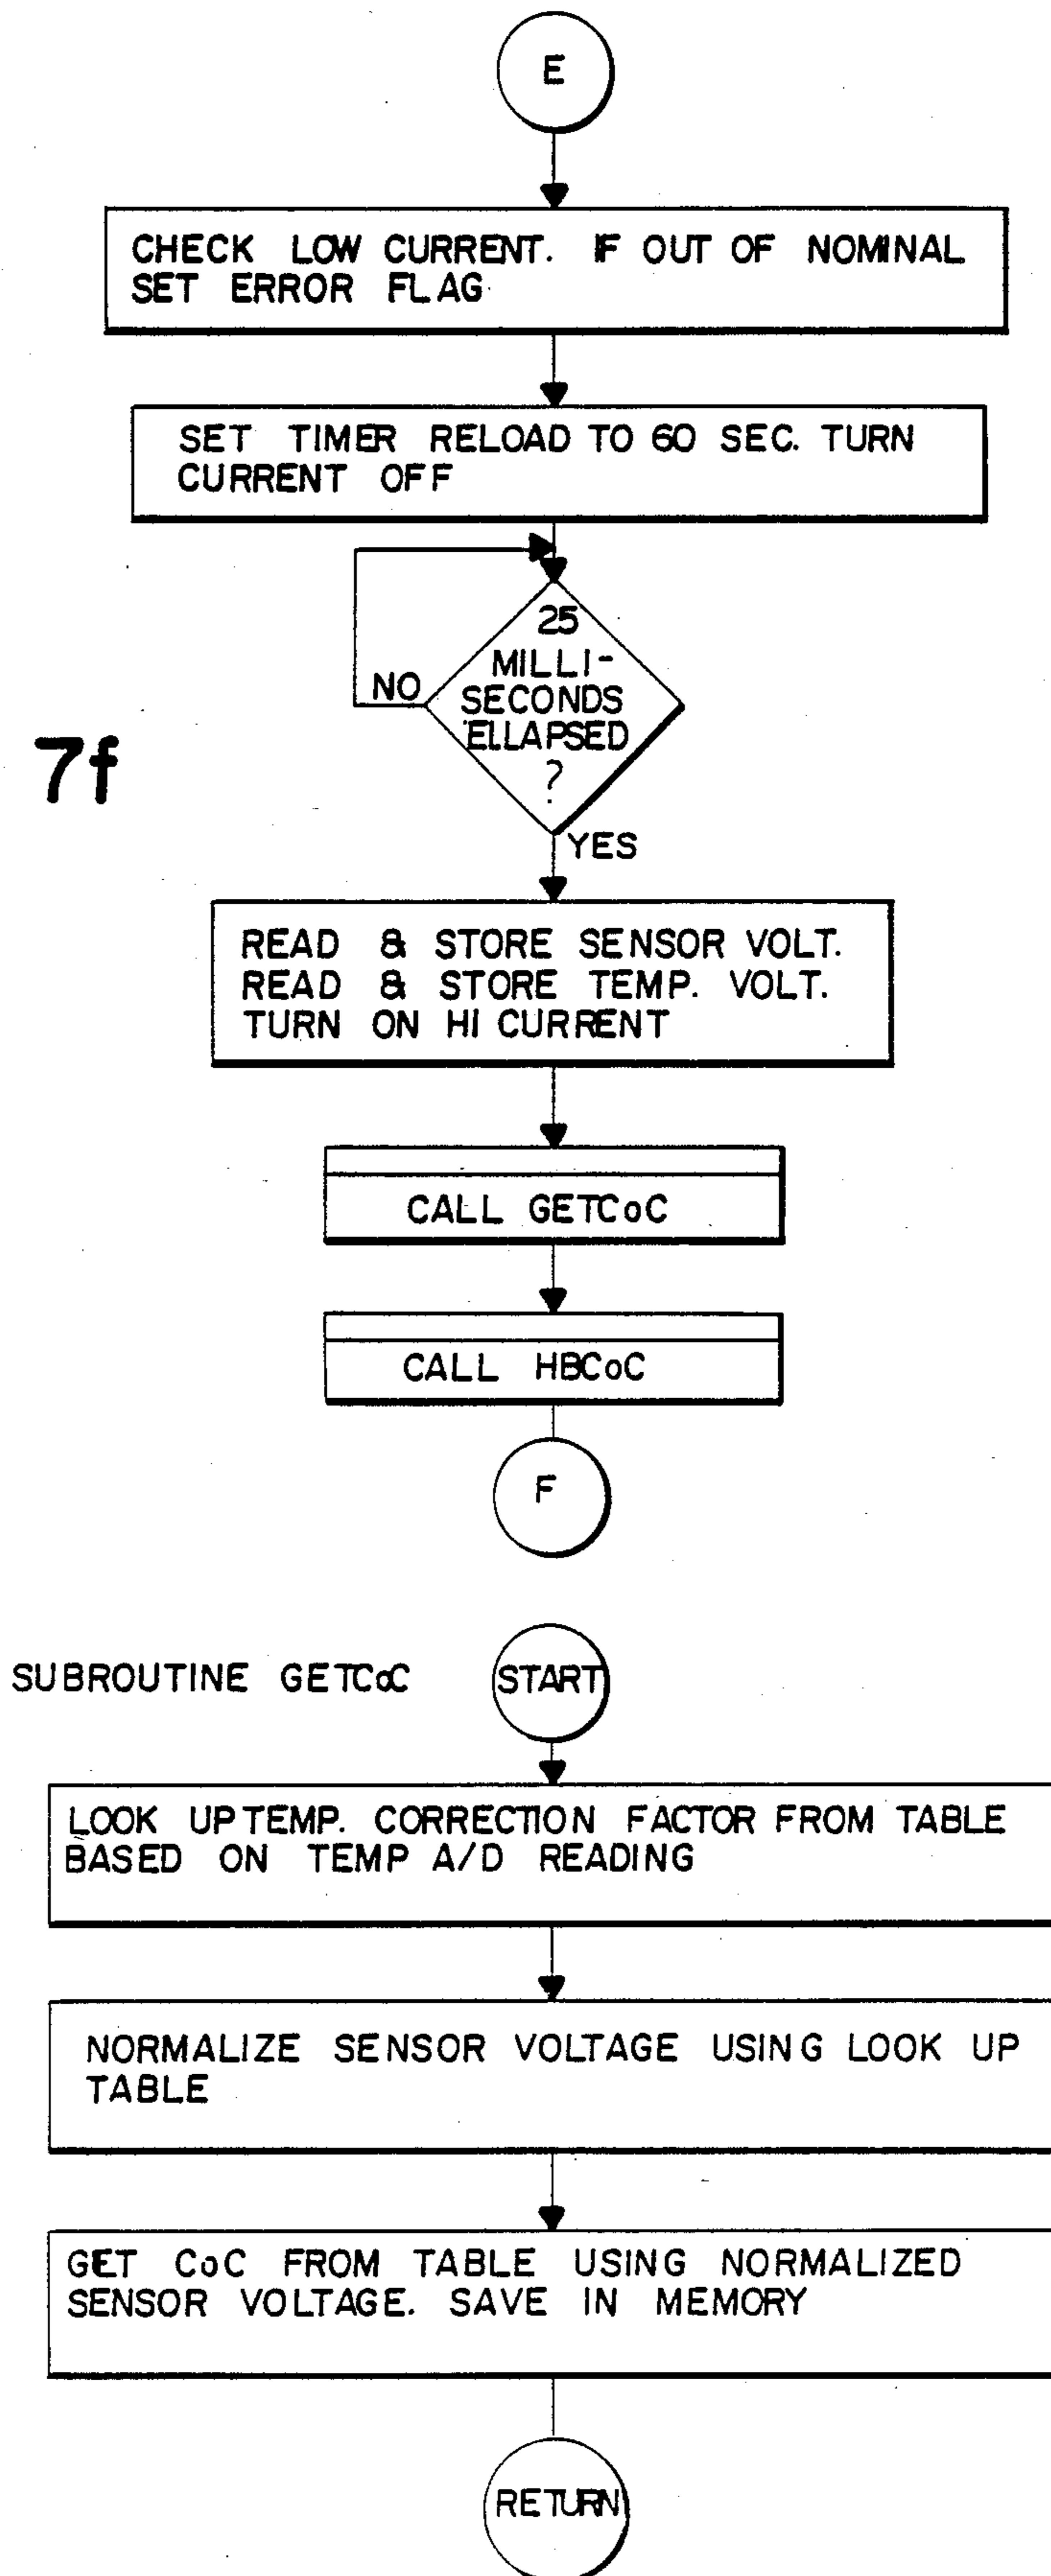 E
CHECK LOW CURRENT. IF OUT OF NOMINAL
SET ERROR FLAG
SET TIMER RELOAD TO 60 SEC. TURN
CURRENT OFF
25
MILLI-
SECONDS
ELLAPSED
?
NO
7f
YES
READ & STORE SENSOR VOLT.
READ & STORE TEMP. VOLT.
TURN ON HI CURRENT
CALL GETCoC
CALL HBCoC
F
SUBROUTINE GETCoC
START
LOOK UP TEMP. CORRECTION FACTOR FROM TABLE
BASED ON TEMP A/D READING
NORMALIZE SENSOR VOLTAGE USING LOOK UP
TABLE
GET CoC FROM TABLE USING NORMALIZED
SENSOR VOLTAGE. SAVE IN MEMORY
RETURN